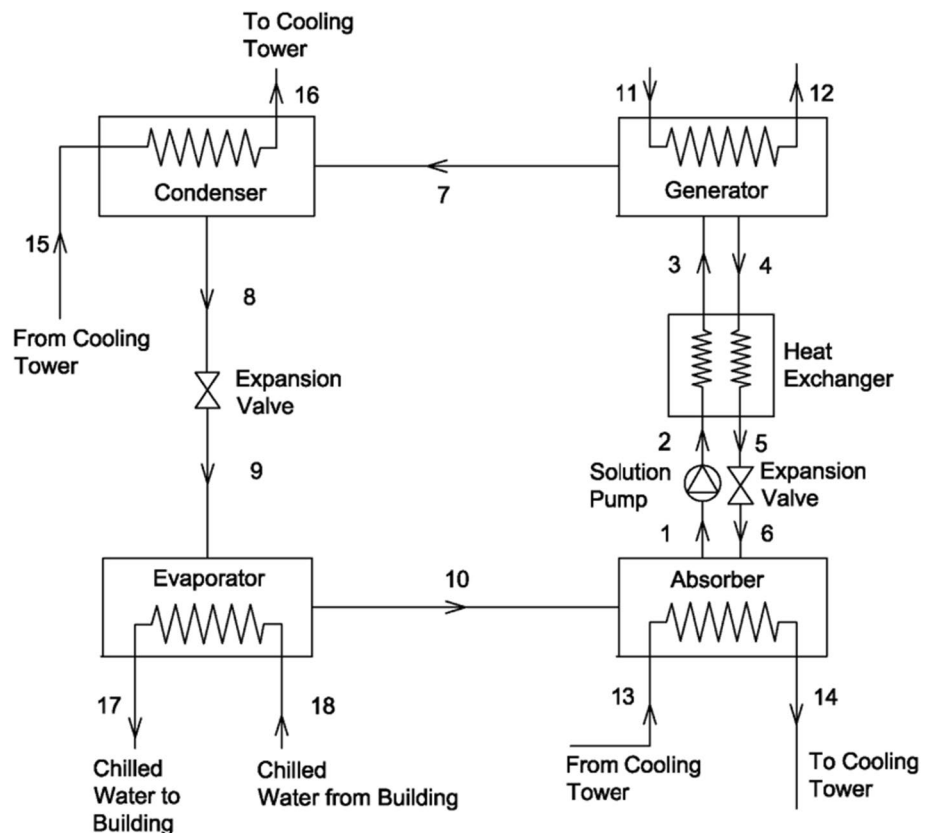 To Cooling
Tower
16
11
12
Condenser
Generator
7
15
3
4
8
From Cooling
Tower
Heat
Exchanger
Expansion
Valve
2
5
9
Solution
Pump
Expansion
Valve
1
6
Evaporator
10
Absorber
17
18
13
14
Chilled
Water to
Building
Chilled
Water from Building
From Cooling
Tower
To Cooling
Tower